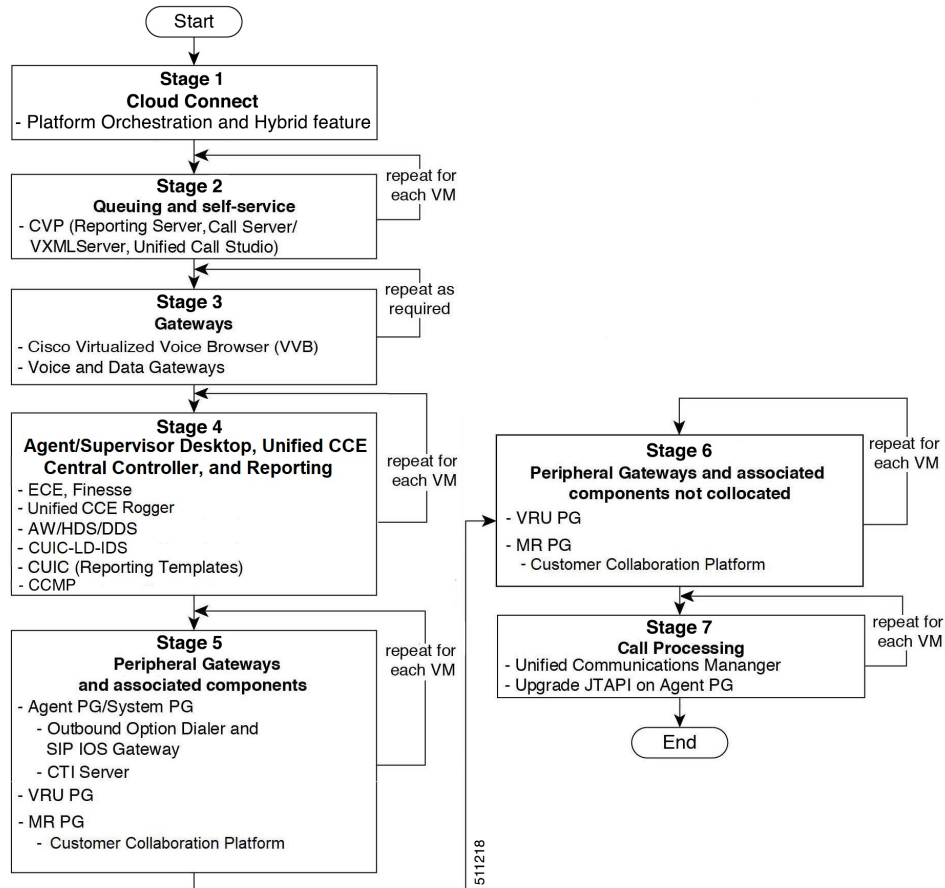 Start
Stage 1
Cloud Connect
- Platform Orchestration and Hybrid feature
repeat for
each VM
Stage 2
Queuing and self-service
- CVP (Reporting Server, Call Server/
VXMLServer, Unified Call Studio)
repeat as
required
Stage 3
Gateways
- Cisco Virtualized Voice Browser (VVB)
- Voice and Data Gateways
Stage 4
Agent/Supervisor Desktop, Unified CCE
Central Controller, and Reporting
- ECE, Finesse
- Unified CCE Rogger
- AW/HDS/DDS
- CUIC-LD-IDS
- CUIC (Reporting Templates)
- CCMP
repeat for
each VM
Stage 5
Peripheral Gateways
and associated components
- Agent PG/System PG
- Outbound Option Dialer and
SIP IOS Gateway
- CTI Server
- VRU PG
- MR PG
- Customer Collaboration Platform
repeat for
each VM
Stage 6
Peripheral Gateways and associated
components not collocated
- VRU PG
- MR PG
- Customer Collaboration Platform
repeat for
each VM
Stage 7
Call Processing
- Unified Communications Mananger
- Upgrade JTAPI on Agent PG
repeat for
each VM
End
511218